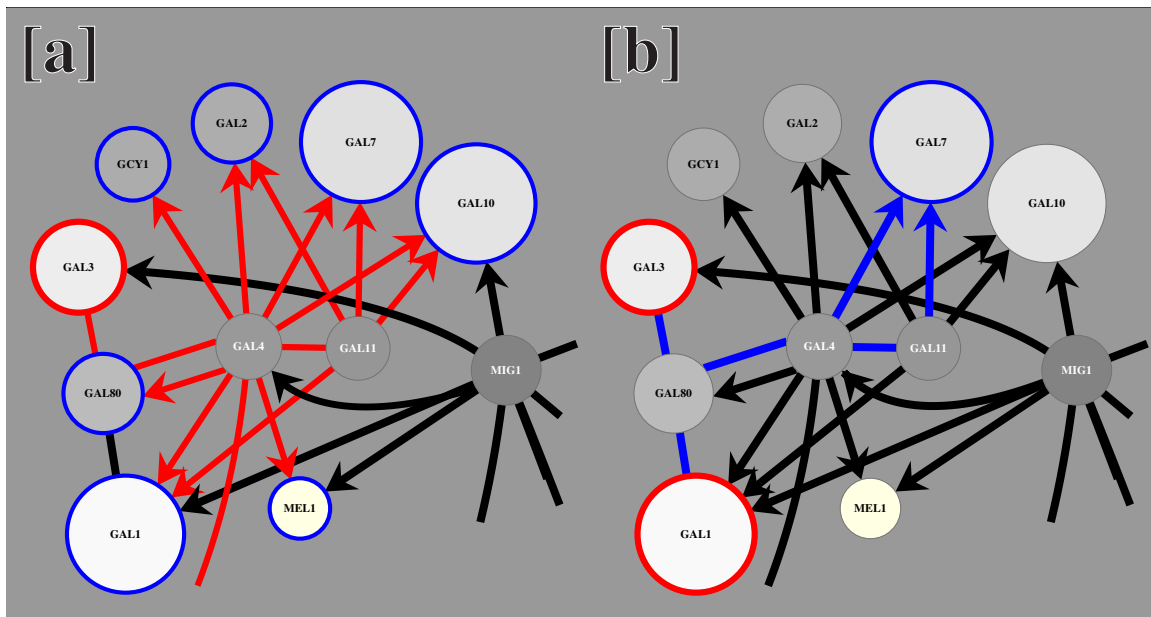 [a]
GAL2
GCY1
GAL7
GAL10
GAL3
GAL4
GAL11
MIG1
GAL80
MEL1
GAL1
[b]
GAL2
GCY1
GAL7
GAL10
GAL3
GAL4
GAL11
MIG1
GAL80
MEL1
GAL1